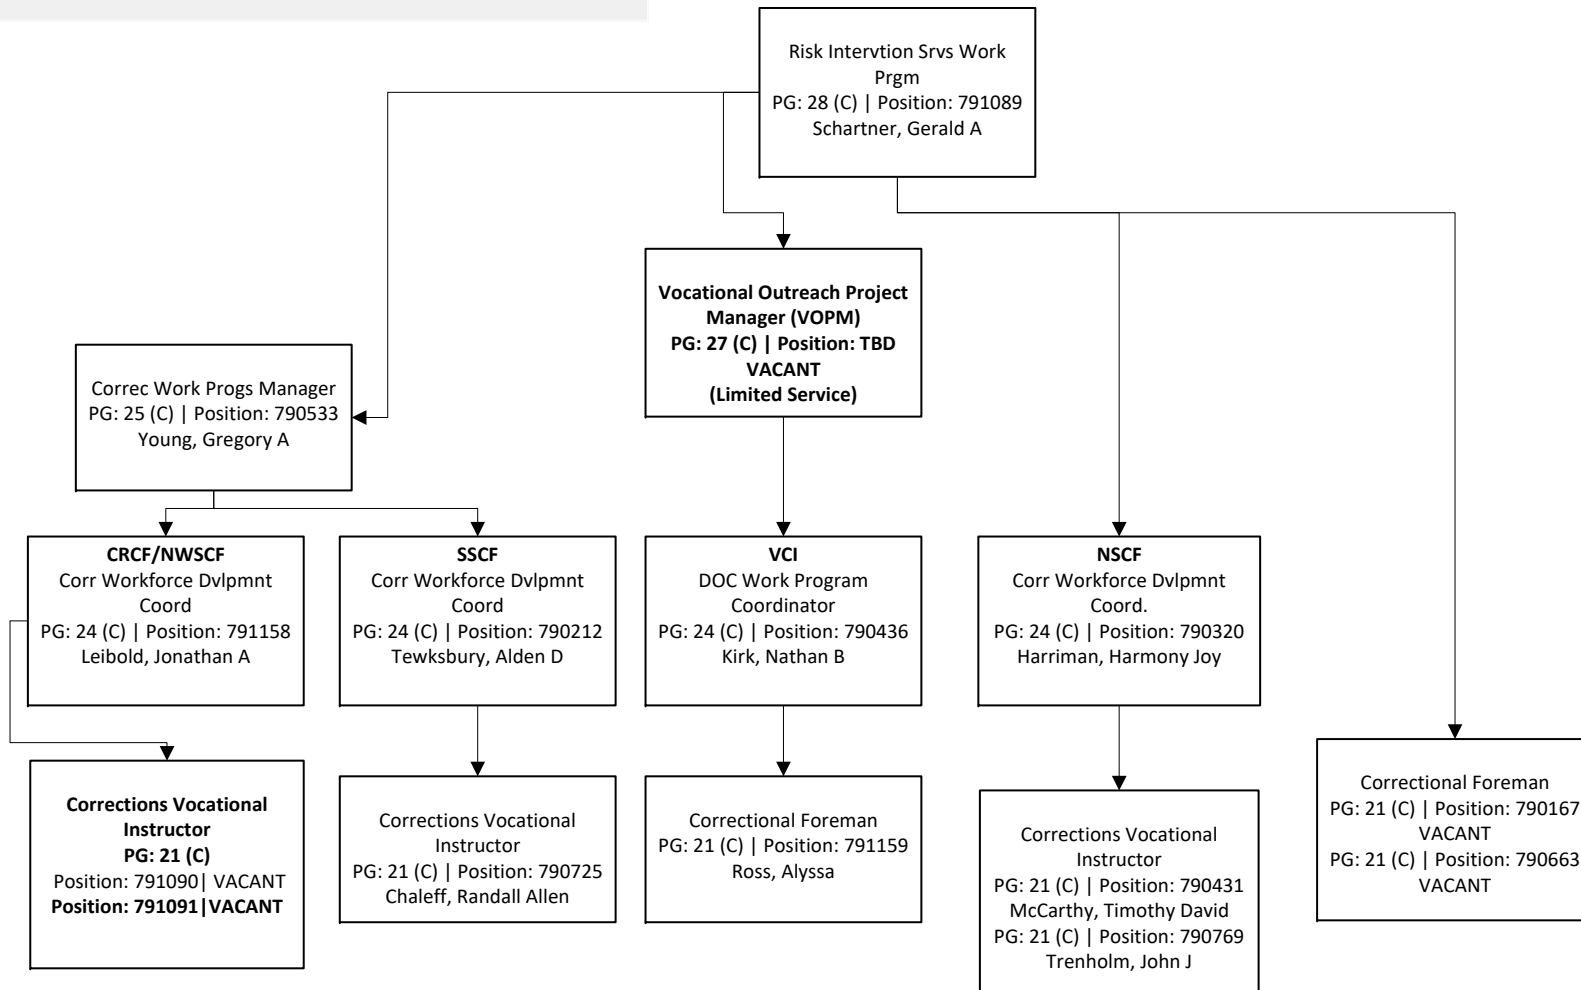 Risk Intervtion Srvs Work
Prgm
PG: 28 (C) | Position: 791089
Schartner, Gerald A
Vocational Outreach Project
Manager (VOPM)
PG: 27 (C) | Position: TBD
VACANT
(Limited Service)
Correc Work Progs Manager
PG: 25 (C) | Position: 790533
Young, Gregory A
CRCF/NWSCF
Corr Workforce Dvlpmnt
Coord
PG: 24 (C) | Position: 791158
Leibold, Jonathan A
SSCF
Corr Workforce Dvlpmnt
Coord
PG: 24 (C) | Position: 790212
Tewksbury, Alden D
VCI
DOC Work Program
Coordinator
PG: 24 (C) | Position: 790436
Kirk, Nathan B
NSCF
Corr Workforce Dvlpmnt
Coord.
PG: 24 (C) | Position: 790320
Harriman, Harmony Joy
Corrections Vocational
Instructor
PG: 21 (C)
Position: 791090| VACANT
Position: 791091|VACANT
Corrections Vocational
Instructor
PG: 21 (C) | Position: 790725
Chaleff, Randall Allen
Correctional Foreman
PG: 21 (C) | Position: 791159
Ross, Alyssa
Corrections Vocational
Instructor
PG: 21 (C) | Position: 790431
McCarthy, Timothy David
PG: 21 (C) | Position: 790769
Trenholm, John J
Correctional Foreman
PG: 21 (C) | Position: 790167
VACANT
PG: 21 (C) | Position: 790663
VACANT